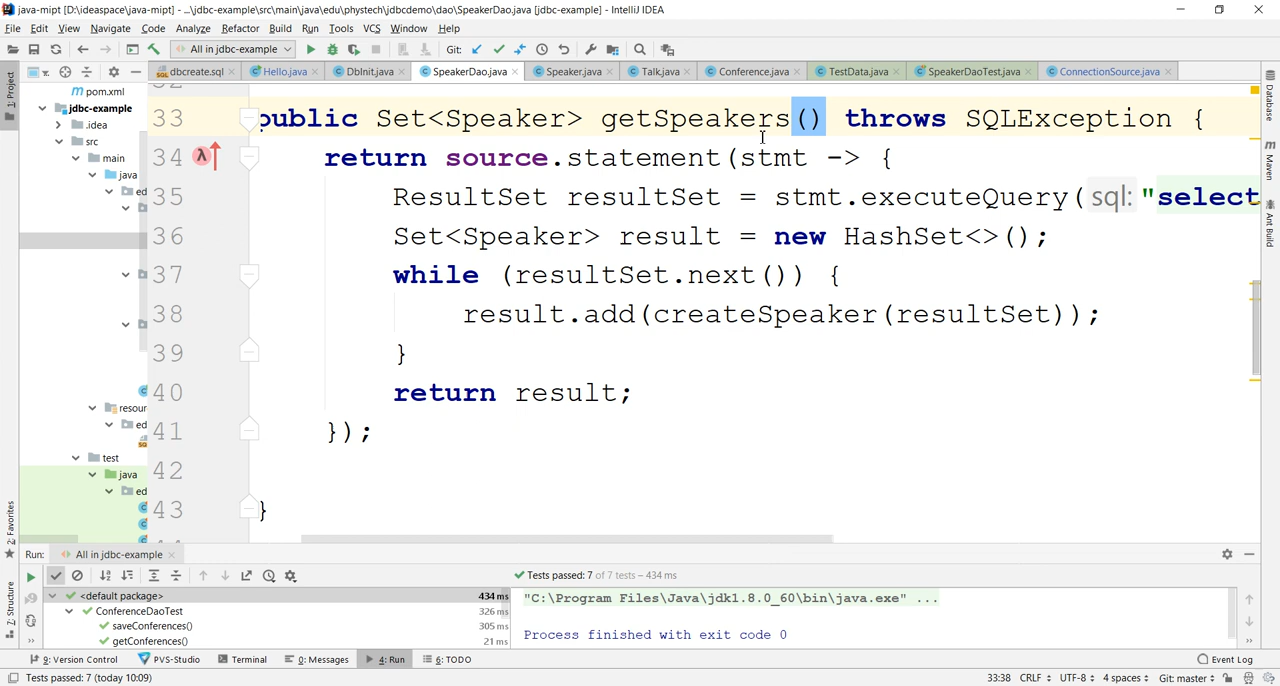 java-mipt [D:\ideaspace\java-mipt] - ...\jdbc-example\src\main\java\edu\phystech\jdbcdemo\dao\SpeakerDao.java [jdbc-example] - IntelliJ IDEA
File Edit View Navigate Code Analyze Refactor Build Run Tools VCS Window Help
All in jdbc-example Git:
dbcreate.sql Hello.java DbInit.java SpeakerDao.java Speaker.java Talk.java Conference.java TestData.java SpeakerDaoTest.java ConnectionSource.java
1: Project
pom.xml
jdbc-example
.idea
src
main
java
ed
resour
ed
test
java
ed
33 public Set<Speaker> getSpeakers() throws SQLException {
34 return source.statement(stmt -> {
35 ResultSet resultSet = stmt.executeQuery( sql: "select
36 Set<Speaker> result = new HashSet<>();
37 while (resultSet.next()) {
38 result.add(createSpeaker(resultSet));
39 }
40 return result;
41 });
42
43 }
Database
Maven
Ant Build
2: Favorites
Z: Structure
Run: All in jdbc-example
Tests passed: 7 of 7 tests – 434 ms
<default package> 434 ms
ConferenceDaoTest 326 ms
saveConferences() 305 ms
getConferences() 21 ms
"C:\Program Files\Java\jdk1.8.0_60\bin\java.exe" ...
Process finished with exit code 0
9: Version Control PVS-Studio Terminal 0: Messages 4: Run 6: TODO Event Log
Tests passed: 7 (today 10:09) 33:38 CRLF UTF-8 4 spaces Git: master